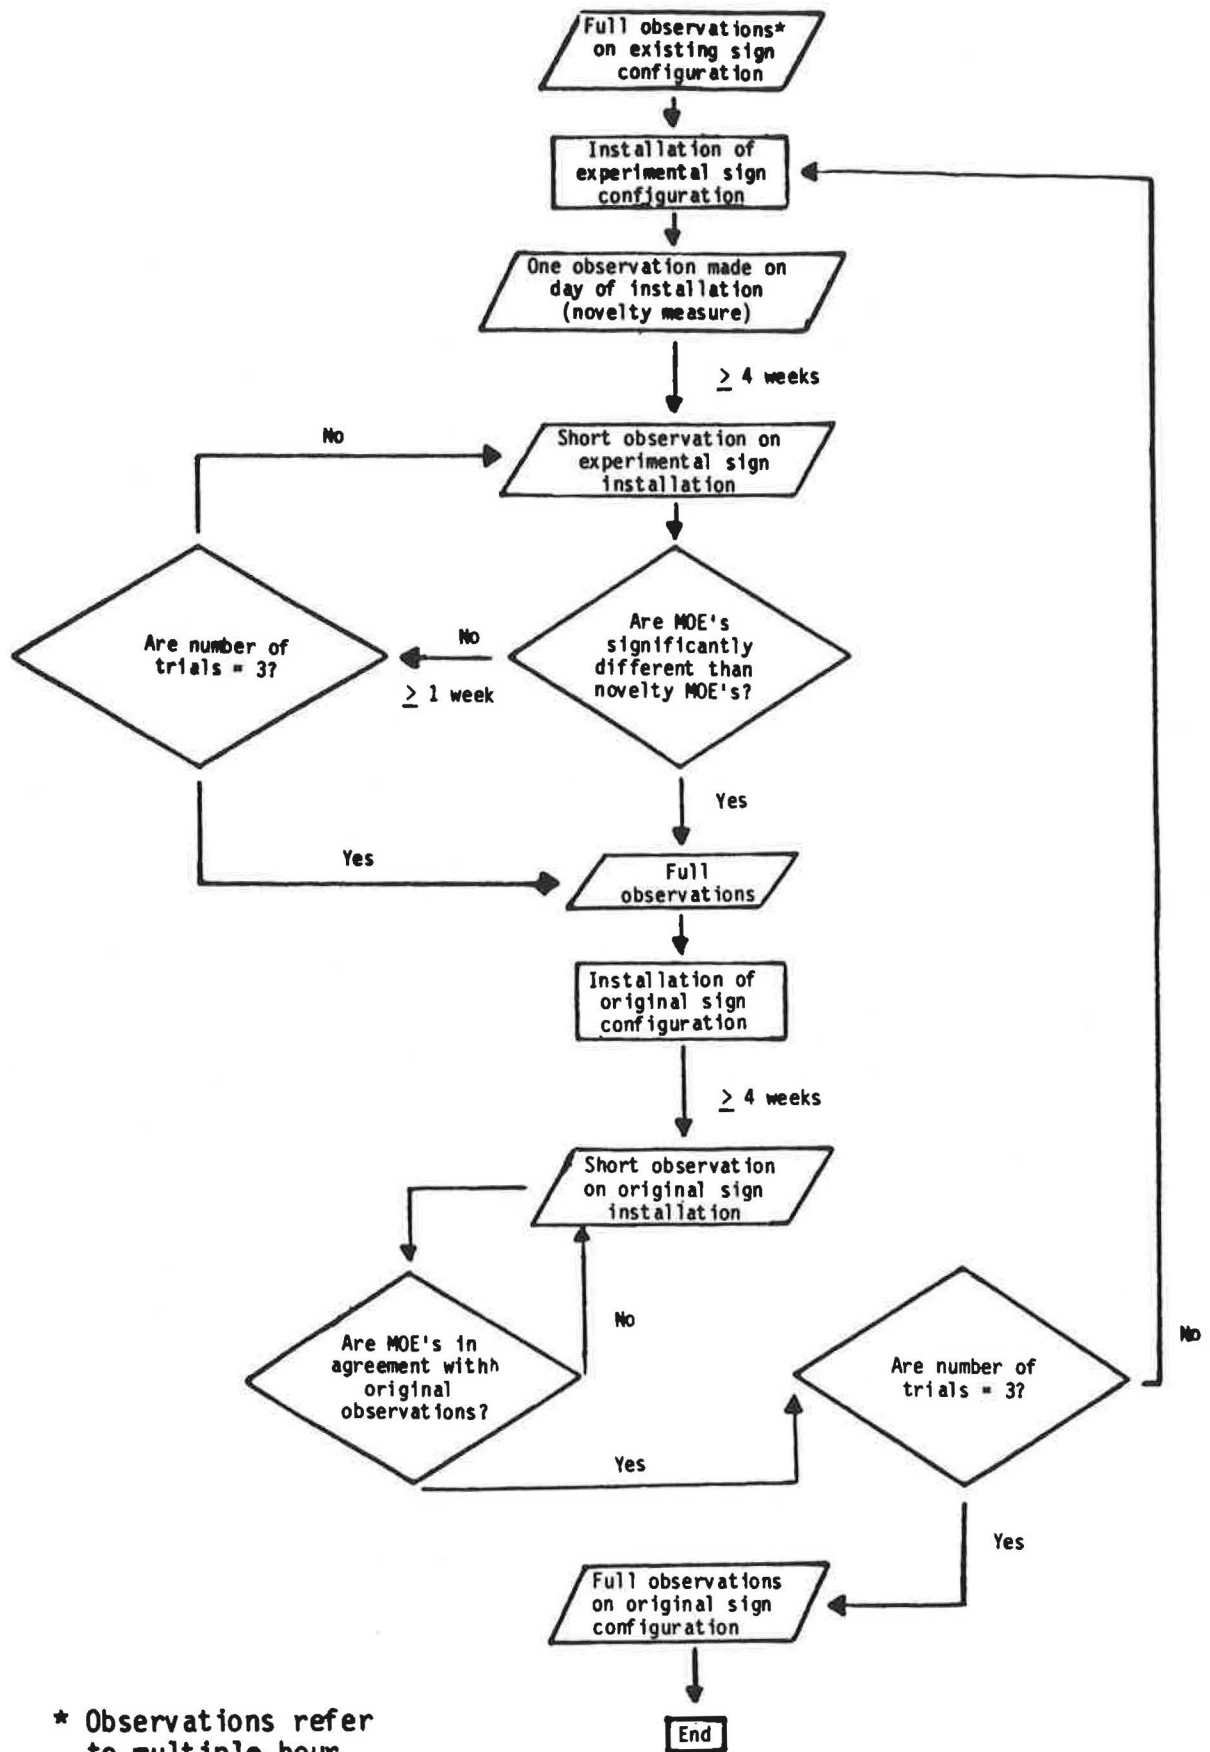 Full observations*
on existing sign
configuration
Installation of
experimental sign
configuration
One observation made on
day of installation
(novelty measure)
≥ 4 weeks
No
Short observation on
experimental sign
installation
Are number of
trials = 3?
No
≥ 1 week
Are MOE's
significantly
different than
novelty MOE's?
Yes
Yes
Full
observations
Installation of
original sign
configuration
≥ 4 weeks
Short observation
on original sign
installation
No
Are MOE's in
agreement withh
original
observations?
Are number of
trials = 3?
No
Yes
Yes
Full observations
on original sign
configuration
End
* Observations refer
to multiple hour